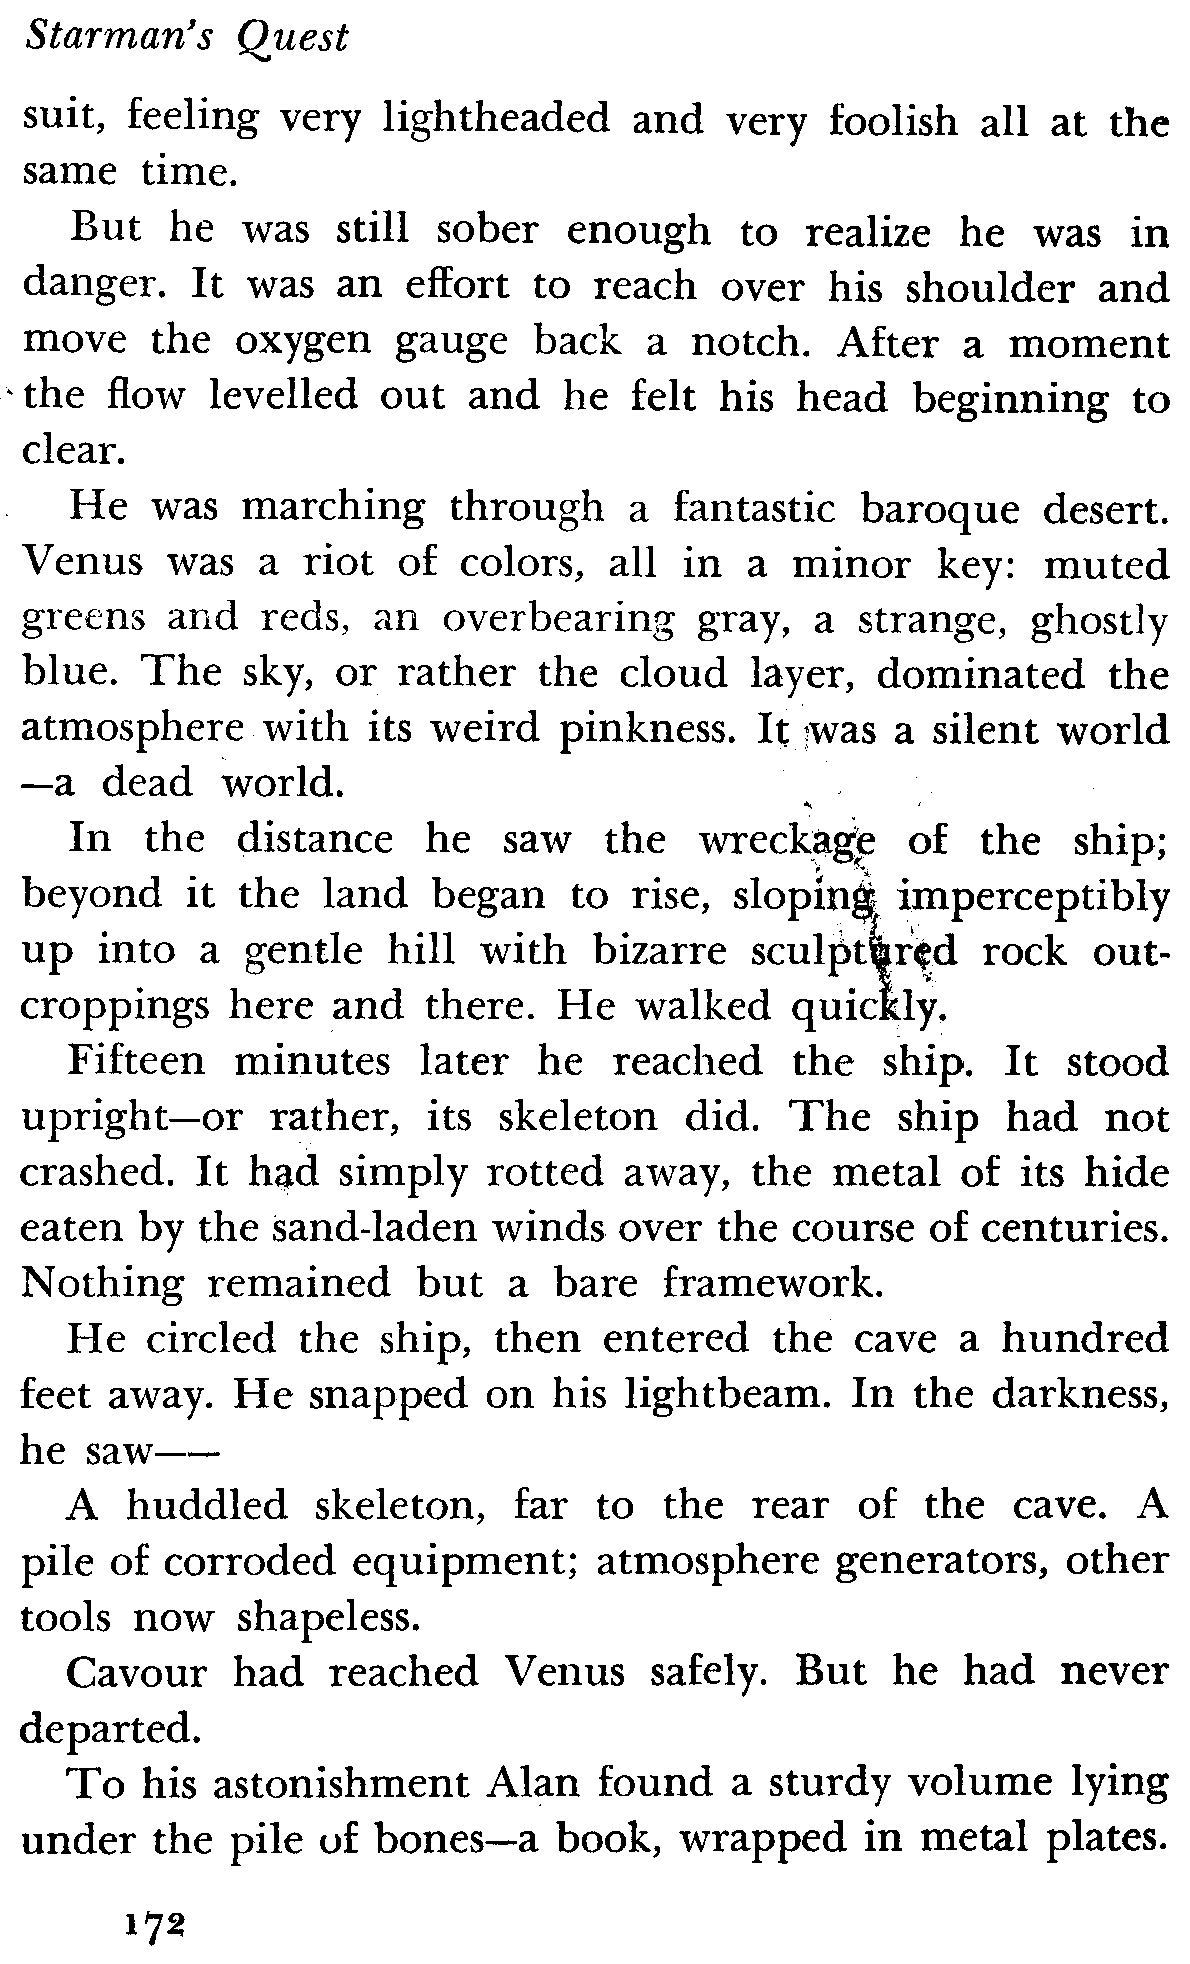 Starman's Quest
suit, feeling very lightheaded and very foolish all at the
same time.
But he was still sober enough to realize he was in
danger. It was an effort to reach over his shoulder and
move the oxygen gauge back a notch. After a moment
the flow levelled out and he felt his head beginning to
clear.
He was marching through a fantastic baroque desert.
Venus was a riot of colors, all in a minor key: muted
greens and reds, an overbearing gray, a strange, ghostly
blue. The sky, or rather the cloud layer, dominated the
atmosphere with its weird pinkness. It was a silent world
—a dead world.
In the distance he saw the wreckage of the ship;
beyond it the land began to rise, sloping imperceptibly
up into a gentle hill with bizarre sculptured rock out-
croppings here and there. He walked quickly.
Fifteen minutes later he reached the ship. It stood
upright—or rather, its skeleton did. The ship had not
crashed. It had simply rotted away, the metal of its hide
eaten by the sand-laden winds over the course of centuries.
Nothing remained but a bare framework.
He circled the ship, then entered the cave a hundred
feet away. He snapped on his lightbeam. In the darkness,
he saw——
A huddled skeleton, far to the rear of the cave. A
pile of corroded equipment; atmosphere generators, other
tools now shapeless.
Cavour had reached Venus safely. But he had never
departed.
To his astonishment Alan found a sturdy volume lying
under the pile of bones—a book, wrapped in metal plates.
172